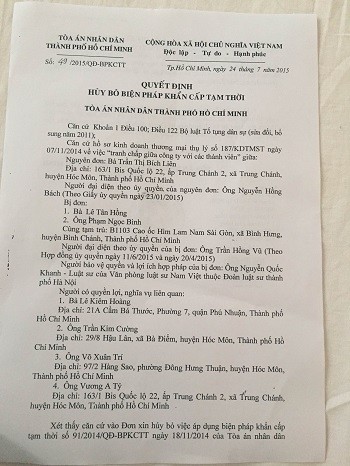 TÒA ÁN NHÂN DÂN
THÀNH PHỐ HỒ CHÍ MINH
CỘNG HÒA XÃ HỘI CHỦ NGHĨA VIỆT NAM
Độc lập - Tự do - Hạnh phúc
Số: 49/2015/QĐ-BPKCTT
Tp.Hồ Chí Minh, ngày 24 tháng 7 năm 2015
QUYẾT ĐỊNH
HỦY BỎ BIỆN PHÁP KHẨN CẤP TẠM THỜI
TÒA ÁN NHÂN DÂN THÀNH PHỐ HỒ CHÍ MINH
Căn cứ Khoản 1 Điều 100; Điều 122 Bộ luật Tố tụng dân sự (sửa đổi, bổ
sung năm 2011);
Căn cứ hồ sơ kinh doanh thương mại thụ lý số 187/KDTMST ngày
07/11/2014 về việc “tranh chấp giữa công ty với các thành viên” giữa:
Nguyên đơn: Bà Trần Thị Bích Liên
Địa chỉ: 163/1 Bis Quốc lộ 22, ấp Trung Chánh 2, xã Trung Chánh,
huyện Hóc Môn, Thành phố Hồ Chí Minh
Người đại diện theo ủy quyền của nguyên đơn: Ông Nguyễn Hồng
Bách (Theo Giấy ủy quyền ngày 23/01/2015)
Bị đơn:
1. Bà Lê Tân Hồng
2. Ông Phạm Ngọc Bình
Cùng tạm trú: B1103 Cao ốc Him Lam Nam Sài Gòn, xã Bình Hưng,
huyện Bình Chánh, Thành phố Hồ Chí Minh
Người đại diện theo ủy quyền của bị đơn: Ông Trần Hồng Vũ (Theo
Hợp đồng ủy quyền ngày 11/6/2015 và ngày 20/4/2015)
Người bảo vệ quyền và lợi ích hợp pháp của bị đơn: Ông Nguyễn Quốc
Khanh - Luật sư của Văn phòng luật sư Nam Việt thuộc Đoàn luật sư thành
phố Hà Nội
Người có quyền lợi, nghĩa vụ liên quan:
1. Bà Lê Kiêm Hoàng
Địa chỉ: 21A Cầm Bá Thước, Phường 7, quận Phú Nhuận, Thành phố
Hồ Chí Minh
2. Ông Trần Kim Cường
Địa chỉ: 29/8 Hậu Lân, xã Bà Điểm, huyện Hóc Môn, Thành phố Hồ
Chí Minh
3. Ông Võ Xuân Trí
Địa chỉ: 97/2 Hàng Sao, phường Đông Hưng Thuận, huyện Hóc Môn,
Thành phố Hồ Chí Minh
4. Ông Vương A Tỷ
Địa chỉ: 163/1 Bis Quốc lộ 22, ấp Trung Chánh 2, xã Trung Chánh,
huyện Hóc Môn, Thành phố Hồ Chí Minh
Xét thấy căn cứ vào Đơn xin hủy bỏ việc áp dụng biện pháp khẩn cấp
tạm thời số 91/2014/QĐ-BPKCTT ngày 18/11/2014 của Tòa án nhân dân